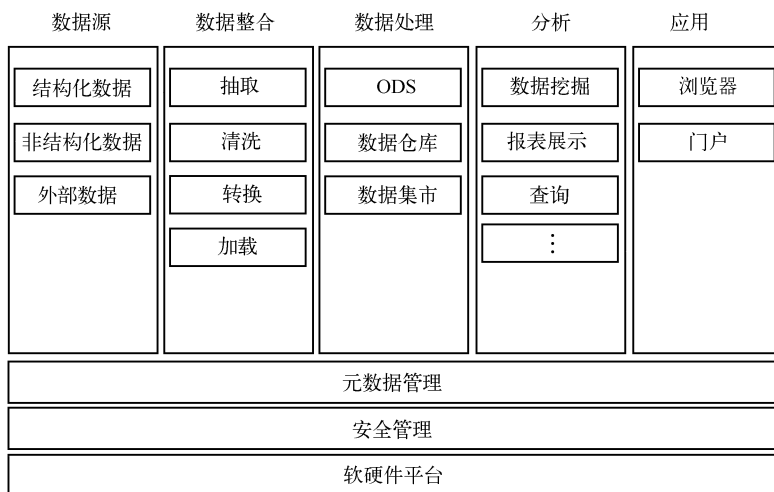 数据源
数据整合
数据处理
分析
应用
结构化数据
非结构化数据
外部数据
抽取
清洗
转换
加载
ODS
数据仓库
数据集市
数据挖掘
报表展示
查询
⋮
浏览器
门户
元数据管理
安全管理
软硬件平台